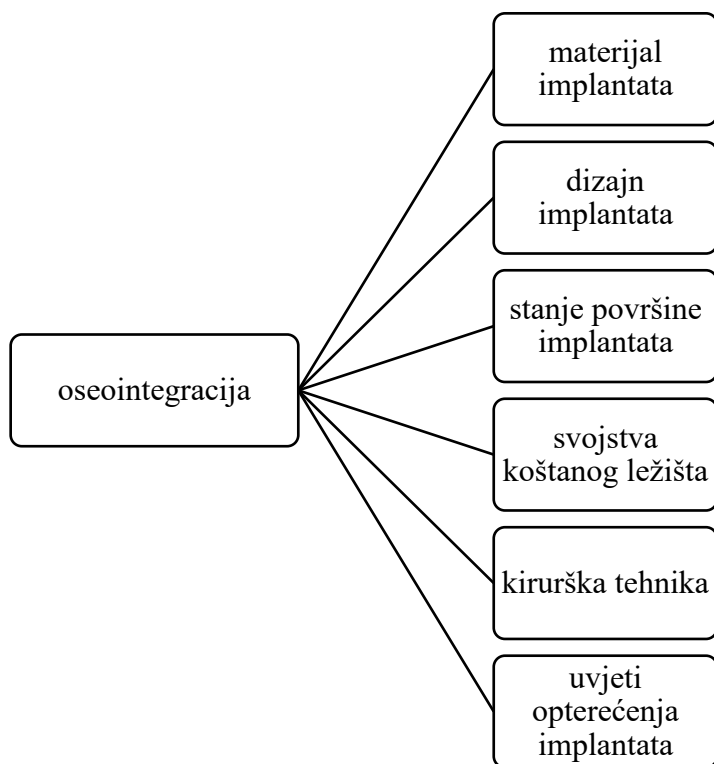 oseointegracija
materijal
implantata
dizajn
implantata
stanje površine
implantata
svojstva
koštanog ležišta
kirurška tehnika
uvjeti
opterećenja
implantata